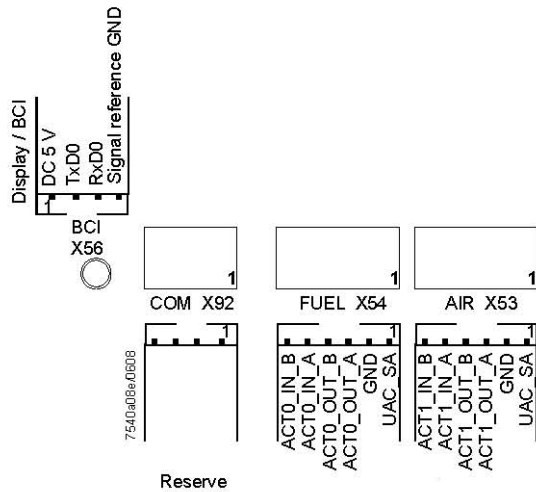 Display / BCI
DC 5 V
TxD0
RxD0
Signal reference GND
1
BCI
X56
1
1
1
COM X92
FUEL X54
AIR X53
1
1
1
7540a08e/0608
ACT0_IN_B
ACT0_IN_A
ACT0_OUT_B
ACT0_OUT_A
GND
UAC_SA
ACT1_IN_B
ACT1_IN_A
ACT1_OUT_B
ACT1_OUT_A
GND
UAC_SA
Reserve